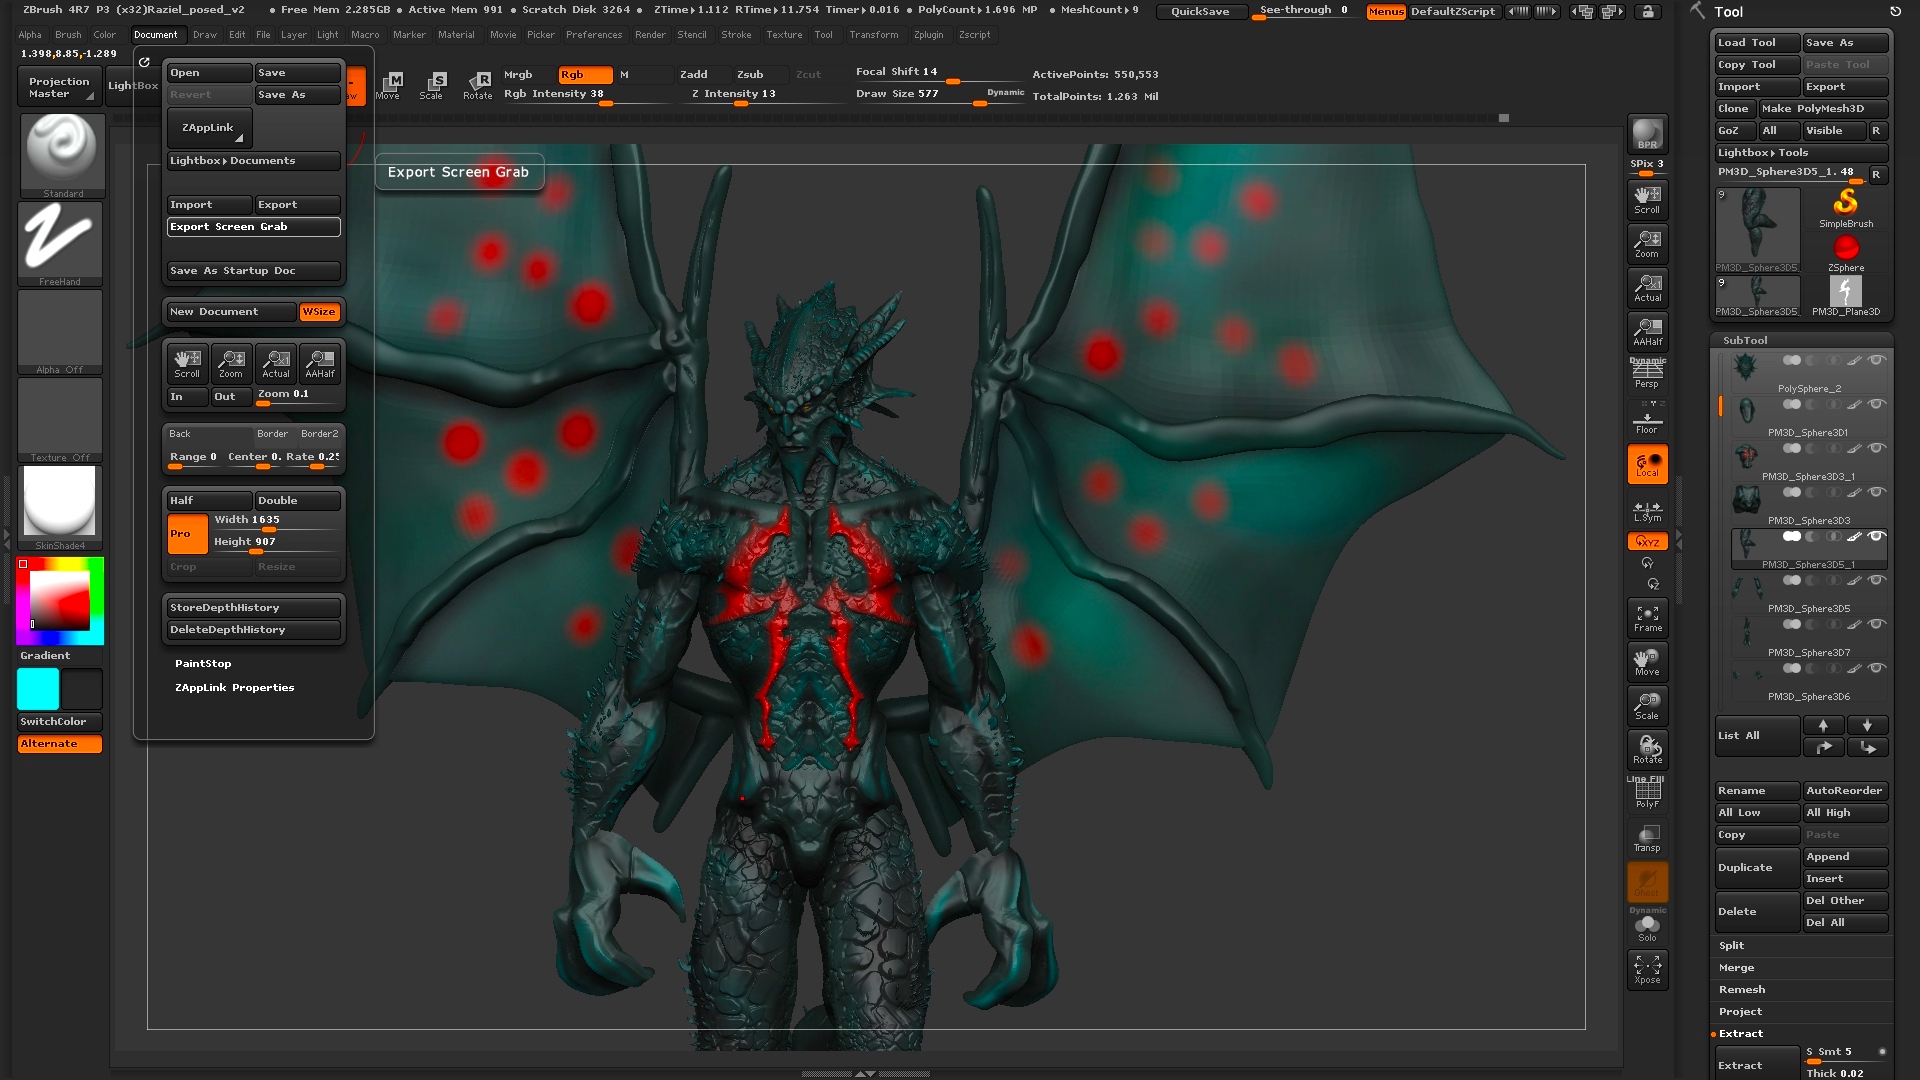 ZBrush 4R7 P3 (x32)Raziel_posed_v2 • Free Mem 2.285GB • Active Mem 991 • Scratch Disk 3264 • ZTime▸1.112 RTime▸11.754 Timer▸0.016 • PolyCount▸1.696 MP • MeshCount▸9 QuickSave See-through 0 Menus DefaultZScript
Alpha Brush Color Document Draw Edit File Layer Light Macro Marker Material Movie Picker Preferences Render Stencil Stroke Texture Tool Transform Zplugin Zscript
1.398,8.85,-1.289
Projection Master
LightBox
Move
Scale
Rotate
Mrgb Rgb M
Rgb Intensity 38
Zadd Zsub Zcut
Z Intensity 13
Focal Shift 14
Draw Size 577
Dynamic
ActivePoints: 550,553
TotalPoints: 1.263 Mil
Standard
FreeHand
Alpha Off
Texture Off
SkinShade4
Gradient
SwitchColor
Alternate
Open Save
Revert Save As
ZAppLink
Lightbox▸Documents
Import Export
Export Screen Grab
Save As Startup Doc
New Document WSize
Scroll Zoom Actual AAHalf
In Out Zoom 0.1
Back Border Border2
Range 0 Center 0. Rate 0.25
Half Double
Pro Width 1635
Height 907
Crop Resize
StoreDepthHistory
DeleteDepthHistory
PaintStop
ZAppLink Properties
Export Screen Grab
BPR
SPix 3
Scroll
Zoom
Actual
AAHalf
Dynamic
Persp
Floor
Local
L.Sym
XYZ
Frame
Move
Scale
Rotate
Line Fill
PolyF
Transp
Ghost
Dynamic
Solo
Xpose
Tool
Load Tool Save As
Copy Tool Paste Tool
Import Export
Clone Make PolyMesh3D
GoZ All Visible R
Lightbox▸Tools
PM3D_Sphere3D5_1. 48 R
9
PM3D_Sphere3D5_
SimpleBrush
ZSphere
9
PM3D_Sphere3D5_
PM3D_Plane3D
SubTool
PolySphere_2
PM3D_Sphere3D1
PM3D_Sphere3D3_1
PM3D_Sphere3D3
PM3D_Sphere3D5_1
PM3D_Sphere3D5
PM3D_Sphere3D7
PM3D_Sphere3D6
List All
Rename AutoReorder
All Low All High
Copy Paste
Duplicate Append
Insert
Delete Del Other
Del All
Split
Merge
Remesh
Project
Extract
Extract S Smt 5
Thick 0.02